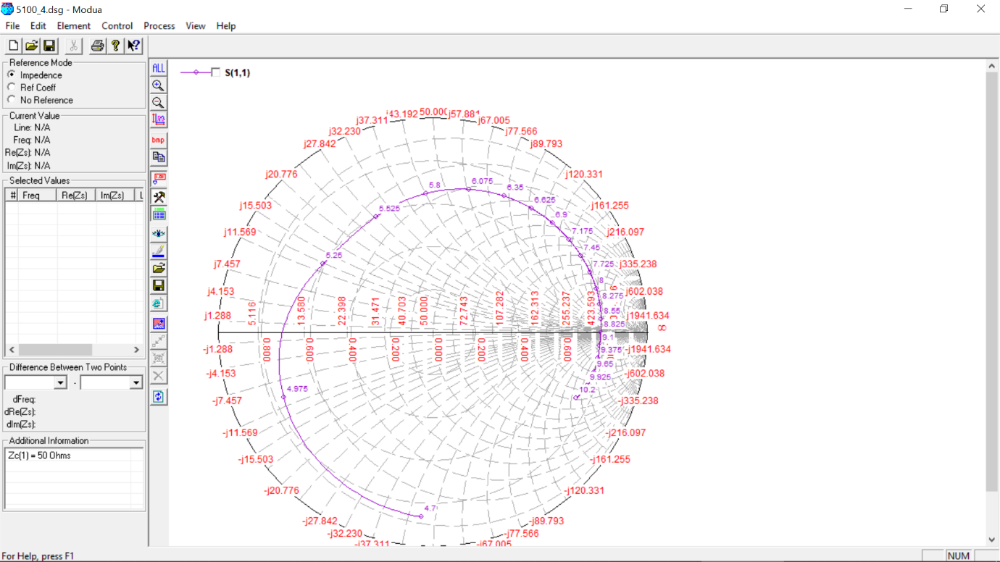 5100_4.dsg - Modua
File Edit Element Control Process View Help
Reference Mode
Impedence
Ref Coeff
No Reference
Current Value
Line: N/A
Freq: N/A
Re(Zs): N/A
Im(Zs): N/A
Selected Values
# Freq Re(Zs) Im(Zs) L
Difference Between Two Points
-
dFreq:
dRe(Zs):
dIm(Zs):
Additional Information
Zc(1) = 50 Ohms
ALL
bmp
S(1,1)
j37.311 j43.192 50.000 j57.881 j67.005
j32.230 j77.566
j27.842 j89.793
j20.776 j120.331
j15.503 j161.255
j11.569 j216.097
j7.457 j335.238
j4.153 j602.038
j1.288 j1941.634
∞
5.8 6.075 6.35
6.625
5.525 6.9
7.175
7.45
5.25 7.725
8
8.275
8.55
8.825
5.116 13.580 22.398 31.471 40.703 50.000 72.743 107.282 162.313 255.237 423.593
0.800 0.600 0.400 0.200 0.000 0.200 0.400 0.600
9.1
9.375
9.65
9.925
4.975 10.2
4.7
-j1.288 -j1941.634
-j4.153 -j602.038
-j7.457 -j335.238
-j11.569 -j216.097
-j15.503 -j161.255
-j20.776 -j120.331
-j27.842 -j89.793
-j32.230 -j77.566
-j37.311 -j67.005
For Help, press F1
NUM